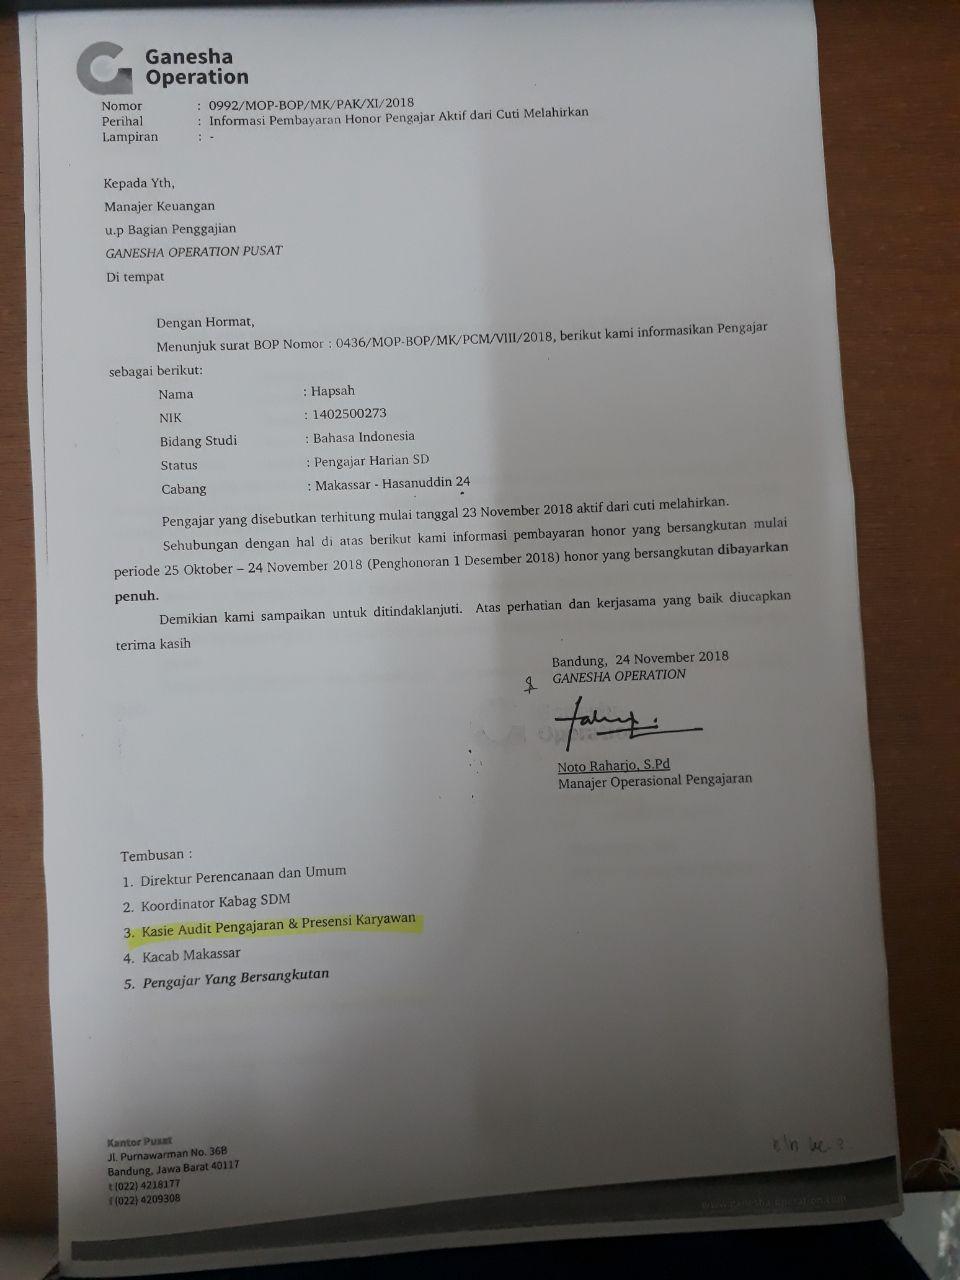 Ganesha
Operation
Nomor : 0992/MOP-BOP/MK/PAK/XI/2018
Perihal : Informasi Pembayaran Honor Pengajar Aktif dari Cuti Melahirkan
Lampiran : -
Kepada Yth,
Manajer Keuangan
u.p Bagian Penggajian
GANESHA OPERATION PUSAT
Di tempat
Dengan Hormat,
Menunjuk surat BOP Nomor : 0436/MOP-BOP/MK/PCM/VIII/2018, berikut kami informasikan Pengajar
sebagai berikut:
Nama : Hapsah
NIK : 1402500273
Bidang Studi : Bahasa Indonesia
Status : Pengajar Harian SD
Cabang : Makassar - Hasanuddin 24
Pengajar yang disebutkan terhitung mulai tanggal 23 November 2018 aktif dari cuti melahirkan.
Sehubungan dengan hal di atas berikut kami informasi pembayaran honor yang bersangkutan mulai
periode 25 Oktober – 24 November 2018 (Penghonoran 1 Desember 2018) honor yang bersangkutan dibayarkan
penuh.
Demikian kami sampaikan untuk ditindaklanjuti. Atas perhatian dan kerjasama yang baik diucapkan
terima kasih
Bandung, 24 November 2018
GANESHA OPERATION
Noto Raharjo, S.Pd
Manajer Operasional Pengajaran
Tembusan :
1. Direktur Perencanaan dan Umum
2. Koordinator Kabag SDM
3. Kasie Audit Pengajaran & Presensi Karyawan
4. Kacab Makassar
5. Pengajar Yang Bersangkutan
Kantor Pusat
Jl. Purnawarman No. 36B
Bandung, Jawa Barat 40117
t (022) 4218177
f (022) 4209308
www.ganesha-operation.com